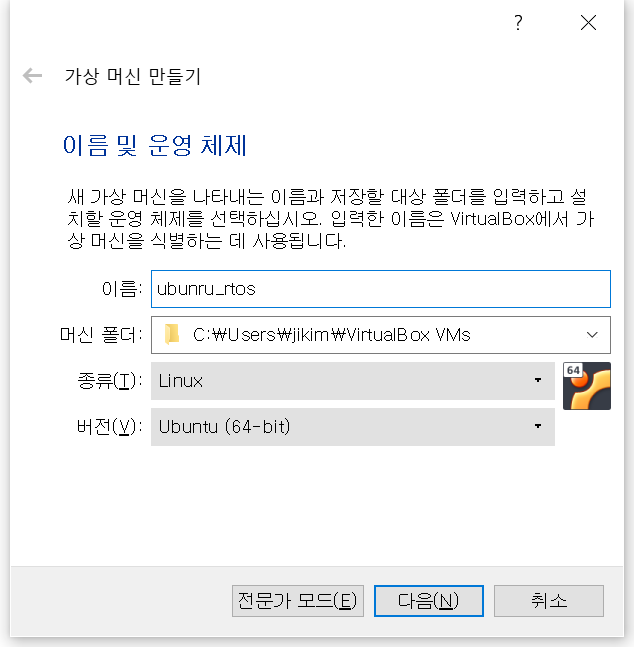 ?
가상 머신 만들기
이름 및 운영 체제
새 가상 머신을 나타내는 이름과 저장할 대상 폴더를 입력하고 설
치할 운영 체제를 선택하십시오. 입력한 이름은 VirtualBox에서 가
상 머신을 식별하는 데 사용됩니다.
이름: ubunru_rtos
머신 폴더: C:₩Users₩jikim₩VirtualBox VMs
종류(T): Linux
64
버전(V): Ubuntu (64-bit)
전문가 모드(E) 다음(N) 취소